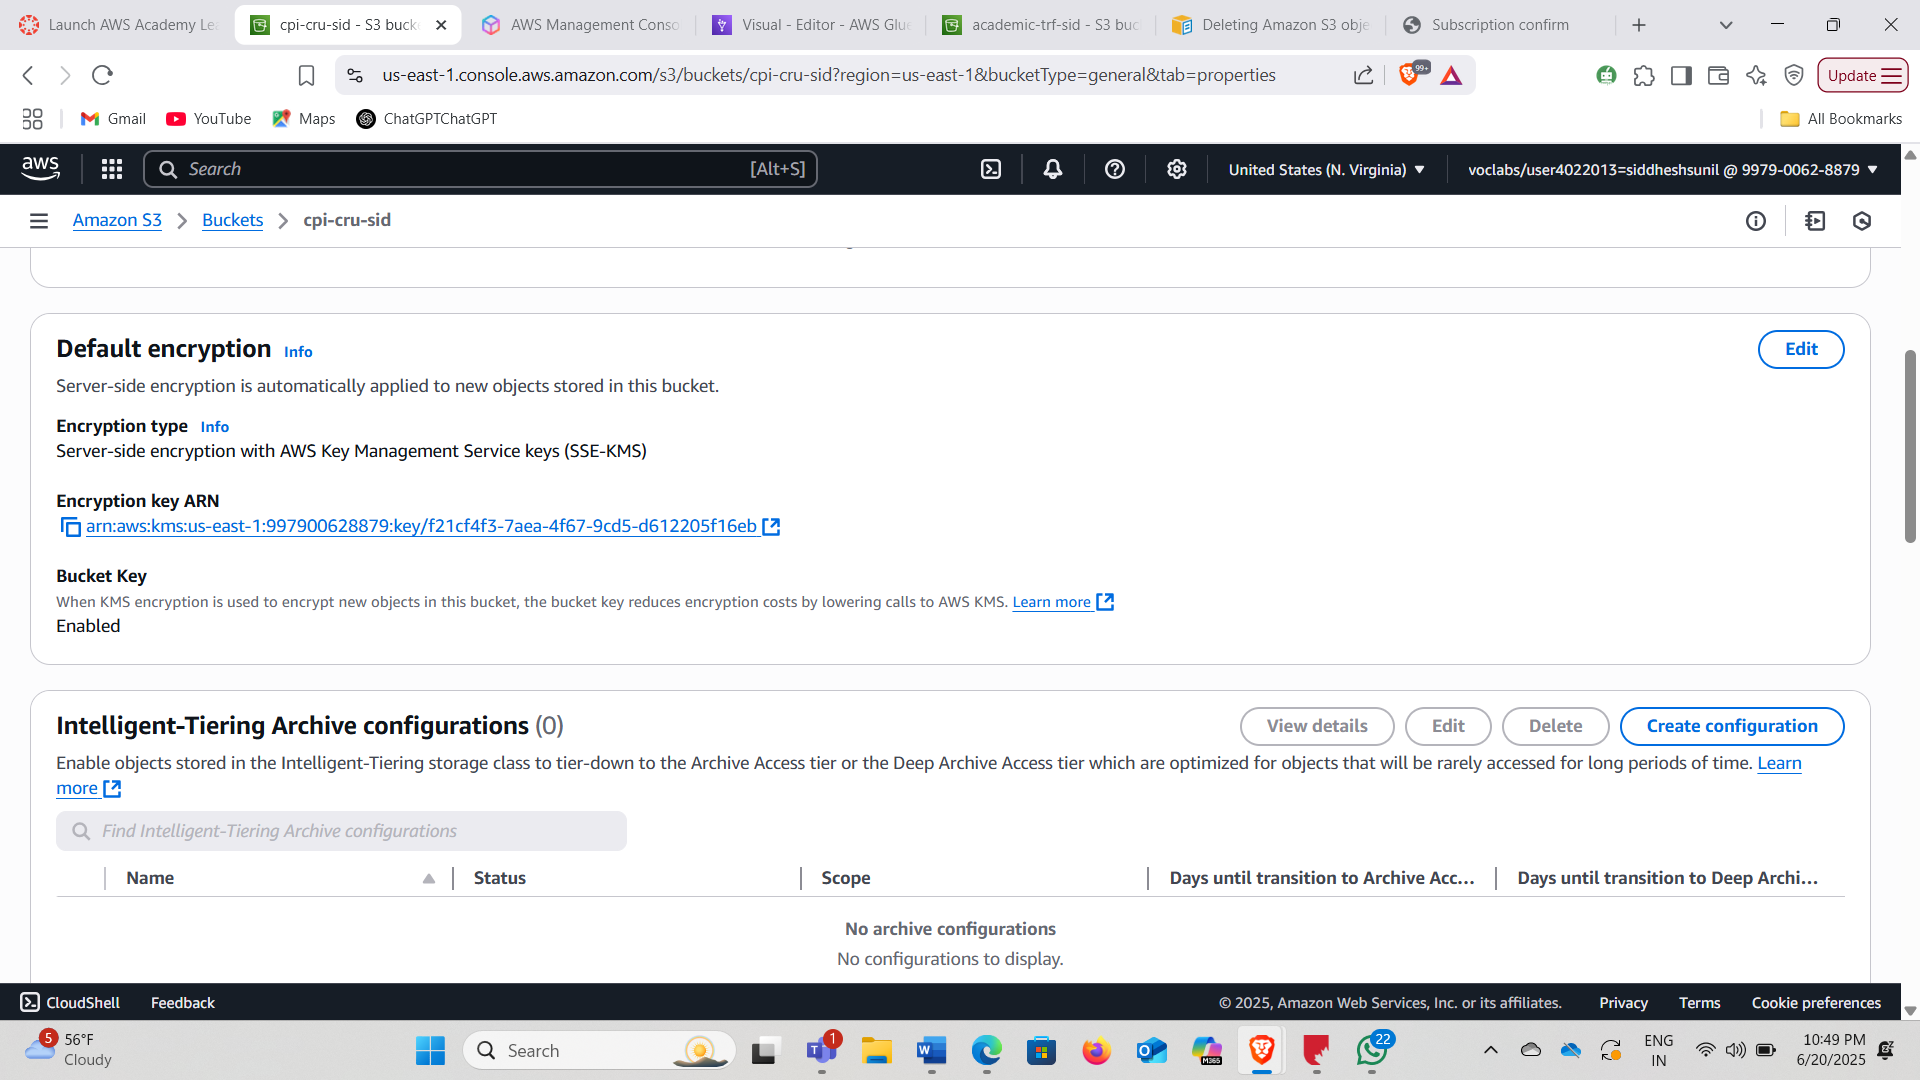 Launch AWS Academy Le
cpi-cru-sid - S3 bucke
AWS Management Conso
Visual - Editor - AWS Glue
academic-trf-sid - S3 buc
Deleting Amazon S3 obje
Subscription confirm
us-east-1.console.aws.amazon.com/s3/buckets/cpi-cru-sid?region=us-east-1&bucketType=general&tab=properties
99+
Update
Gmail
YouTube
Maps
ChatGPTChatGPT
All Bookmarks
aws
Search
[Alt+S]
United States (N. Virginia)
voclabs/user4022013=siddheshsunil @ 9979-0062-8879
Amazon S3
Buckets
cpi-cru-sid
Default encryption Info
Edit
Server-side encryption is automatically applied to new objects stored in this bucket.
Encryption type Info
Server-side encryption with AWS Key Management Service keys (SSE-KMS)
Encryption key ARN
arn:aws:kms:us-east-1:997900628879:key/f21cf4f3-7aea-4f67-9cd5-d612205f16eb
Bucket Key
When KMS encryption is used to encrypt new objects in this bucket, the bucket key reduces encryption costs by lowering calls to AWS KMS. Learn more
Enabled
Intelligent-Tiering Archive configurations (0)
View details
Edit
Delete
Create configuration
Enable objects stored in the Intelligent-Tiering storage class to tier-down to the Archive Access tier or the Deep Archive Access tier which are optimized for objects that will be rarely accessed for long periods of time. Learn
more
Find Intelligent-Tiering Archive configurations
Name
Status
Scope
Days until transition to Archive Acc...
Days until transition to Deep Archi...
No archive configurations
No configurations to display.
CloudShell
Feedback
© 2025, Amazon Web Services, Inc. or its affiliates.
Privacy
Terms
Cookie preferences
5
56°F
Cloudy
Search
1
M365
22
ENG
IN
10:49 PM
6/20/2025